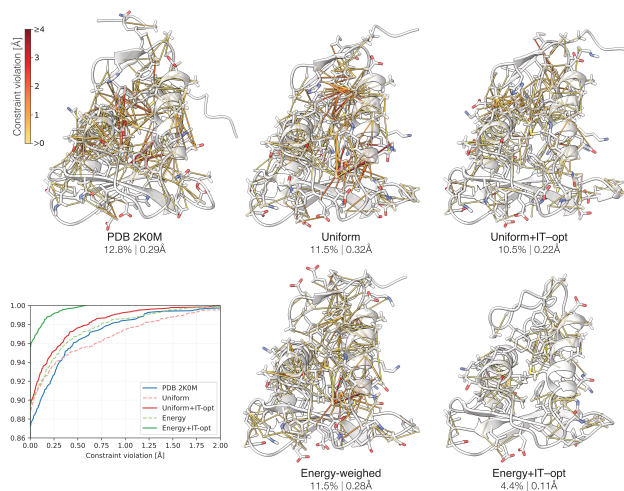 Constraint violation [Å]
≥4
3
2
1
>0
PDB 2K0M
12.8% | 0.29Å
Uniform
11.5% | 0.32Å
Uniform+IT–opt
10.5% | 0.22Å
1.00
0.98
0.96
0.94
0.92
0.90
0.88
0.86
0.00
0.25
0.50
0.75
1.00
1.25
1.50
1.75
2.00
Constraint violation [Å]
PDB 2K0M
Uniform
Uniform+IT-opt
Energy
Energy+IT-opt
Energy-weighed
11.5% | 0.28Å
Energy+IT–opt
4.4% | 0.11Å